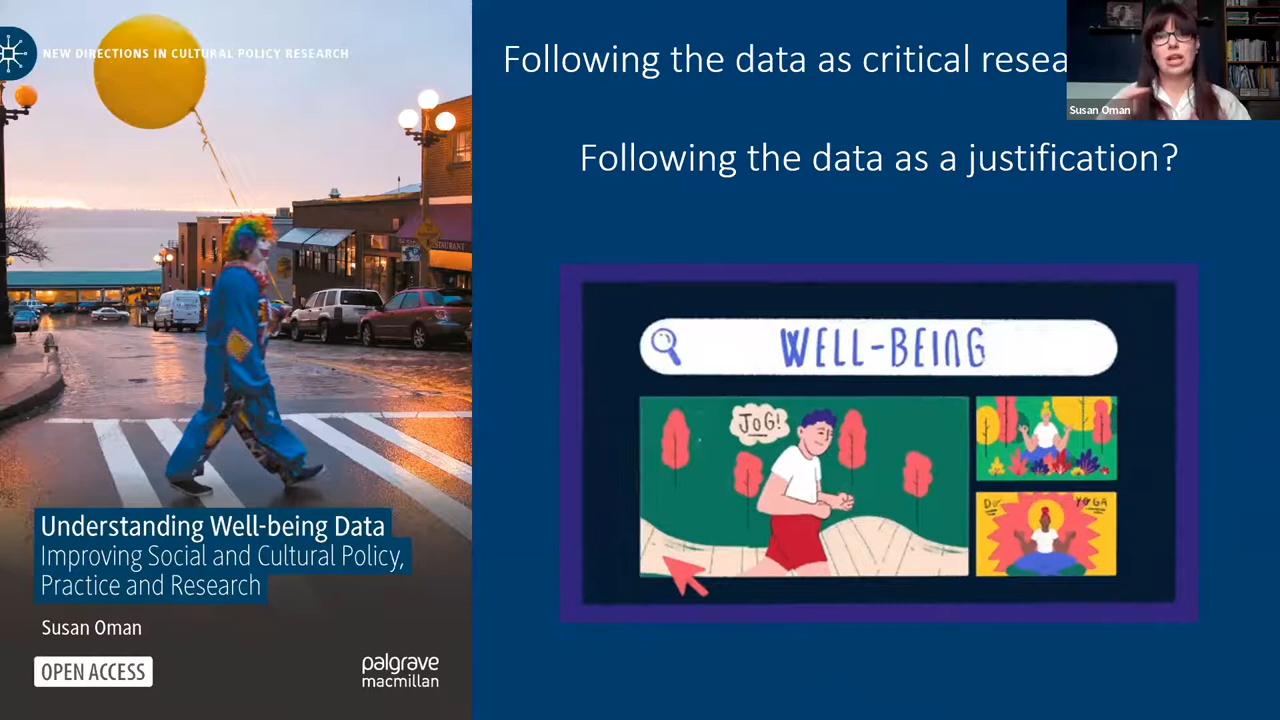 NEW DIRECTIONS IN CULTURAL POLICY RESEARCH
RESTAURANT
Understanding Well-being Data
Improving Social and Cultural Policy,
Practice and Research
Susan Oman
OPEN ACCESS
palgrave
macmillan
Following the data as critical resea
Following the data as a justification?
WELL-BEING
JOG!
DO YOGA
Susan Oman